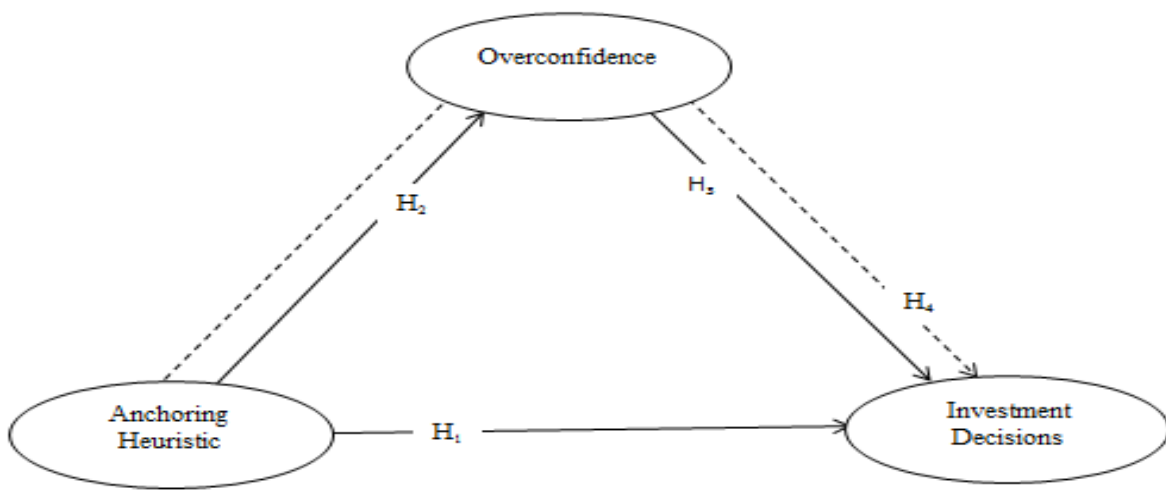 Overconfidence
H₂
H₃
H₄
Anchoring
Heuristic
H₁
Investment
Decisions